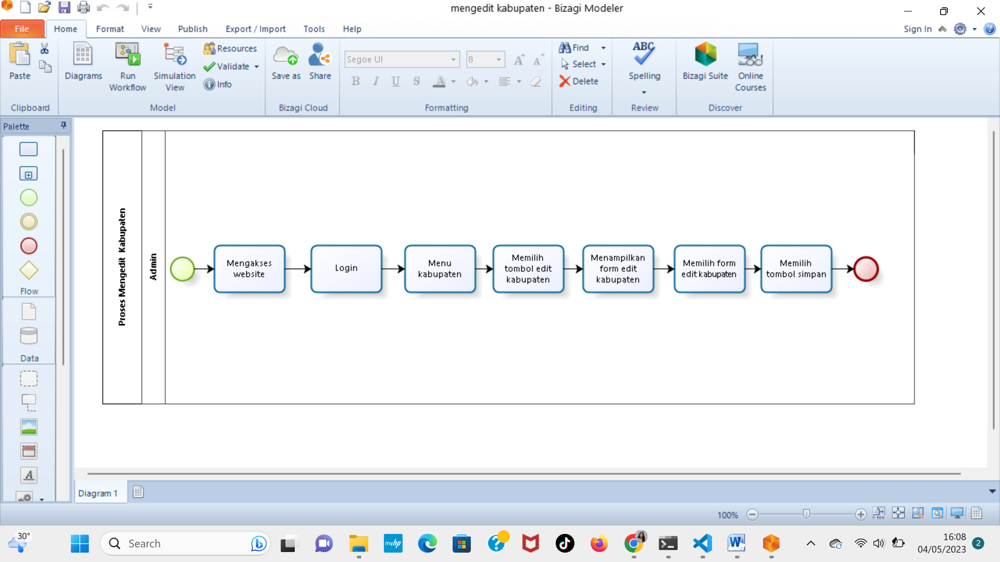 mengedit kabupaten - Bizagi Modeler
File
Home
Format
View
Publish
Export / Import
Tools
Help
Sign In
Paste
Clipboard
Diagrams
Run
Workflow
Simulation
View
Resources
Validate
Info
Model
Save as
Share
Bizagi Cloud
Segoe UI
8
A
A
B
I
U
S
A
Formatting
Find
Select
Delete
Editing
ABC
Spelling
Review
Bizagi Suite
Online
Courses
Discover
Palette
Flow
Data
A
Proses Mengedit Kabupaten
Admin
Mengakses
website
Login
Menu
kabupaten
Memilih
tombol edit
kabupaten
Menampilkan
form edit
kabupaten
Memilih form
edit kabupaten
Memilih
tombol simpan
Diagram 1
100%
100
30°
Search
myhp
16:08
04/05/2023
2